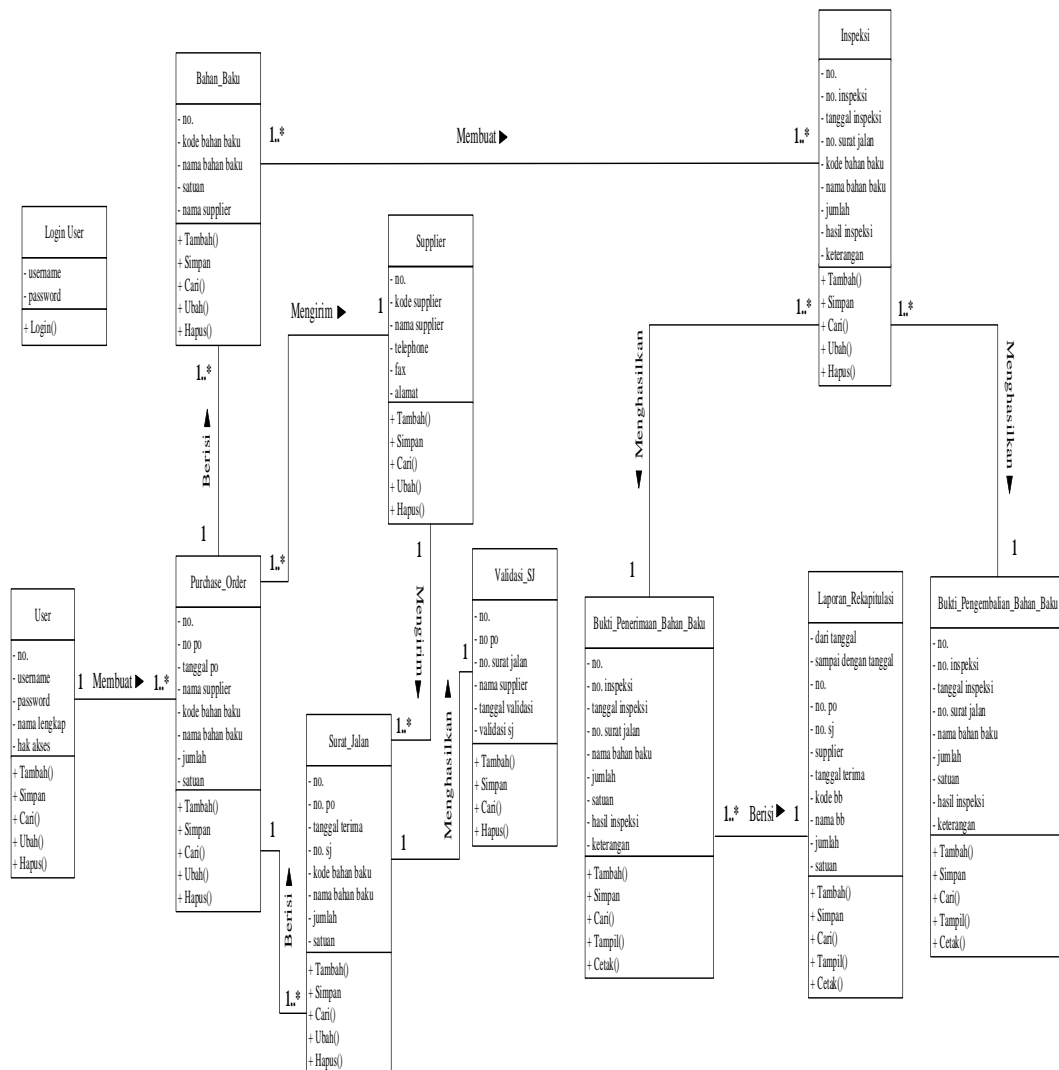 Bahan_Baku
- no.
- kode bahan baku
- nama bahan baku
- satuan
- nama supplier
+ Tambah()
+ Simpan
+ Cari()
+ Ubah()
+ Hapus()
1..*
Membuat
1..*
Inspeksi
- no.
- no. inspeksi
- tanggal inspeksi
- no. surat jalan
- kode bahan baku
- nama bahan baku
- jumlah
- hasil inspeksi
- keterangan
+ Tambah()
+ Simpan
+ Cari()
+ Ubah()
+ Hapus()
Login User
- username
- password
+ Login()
Supplier
- no.
- kode supplier
- nama supplier
- telephone
- fax
- alamat
+ Tambah()
+ Simpan
+ Cari()
+ Ubah()
+ Hapus()
Mengirim
1
1..*
1..*
Berisi
1
1..*
Menghasilkan
1
1..*
Menghasilkan
1
User
- no.
- username
- password
- nama lengkap
- hak akses
+ Tambah()
+ Simpan
+ Cari()
+ Ubah()
+ Hapus()
1
Membuat
1..*
Purchase_Order
- no.
- no po
- tanggal po
- nama supplier
- kode bahan baku
- nama bahan baku
- jumlah
- satuan
+ Tambah()
+ Simpan
+ Cari()
+ Ubah()
+ Hapus()
1
Berisi
1..*
1
Mengirim
1..*
Surat_Jalan
- no.
- no. po
- tanggal terima
- no. sj
- kode bahan baku
- nama bahan baku
- jumlah
- satuan
+ Tambah()
+ Simpan
+ Cari()
+ Ubah()
+ Hapus()
1
Menghasilkan
1
Validasi_SJ
- no.
- no po
- no. surat jalan
- nama supplier
- tanggal validasi
- validasi sj
+ Tambah()
+ Simpan
+ Cari()
+ Hapus()
Bukti_Penerimaan_Bahan_Baku
- no.
- no. inspeksi
- tanggal inspeksi
- no. surat jalan
- nama bahan baku
- jumlah
- satuan
- hasil inspeksi
- keterangan
+ Tambah()
+ Simpan
+ Cari()
+ Tampil()
+ Cetak()
1..*
Berisi
1
Laporan_Rekapitulasi
- dari tanggal
- sampai dengan tanggal
- no.
- no. po
- no. sj
- supplier
- tanggal terima
- kode bb
- nama bb
- jumlah
- satuan
+ Tambah()
+ Simpan
+ Cari()
+ Tampil()
+ Cetak()
Bukti_Pengembalian_Bahan_Baku
- no.
- no. inspeksi
- tanggal inspeksi
- no. surat jalan
- nama bahan baku
- jumlah
- satuan
- hasil inspeksi
- keterangan
+ Tambah()
+ Simpan
+ Cari()
+ Tampil()
+ Cetak()